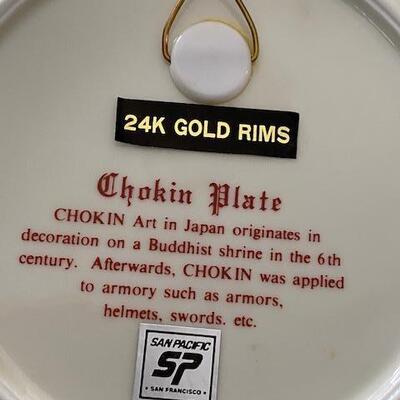 24K GOLD RIMS
Chokin Plate
CHOKIN Art in Japan originates in
decoration on a Buddhist shrine in the 6th
century. Afterwards, CHOKIN was applied
to armory such as armors,
helmets, swords. etc.
SAN PACIFIC
SP
• SAN FRANCISCO •